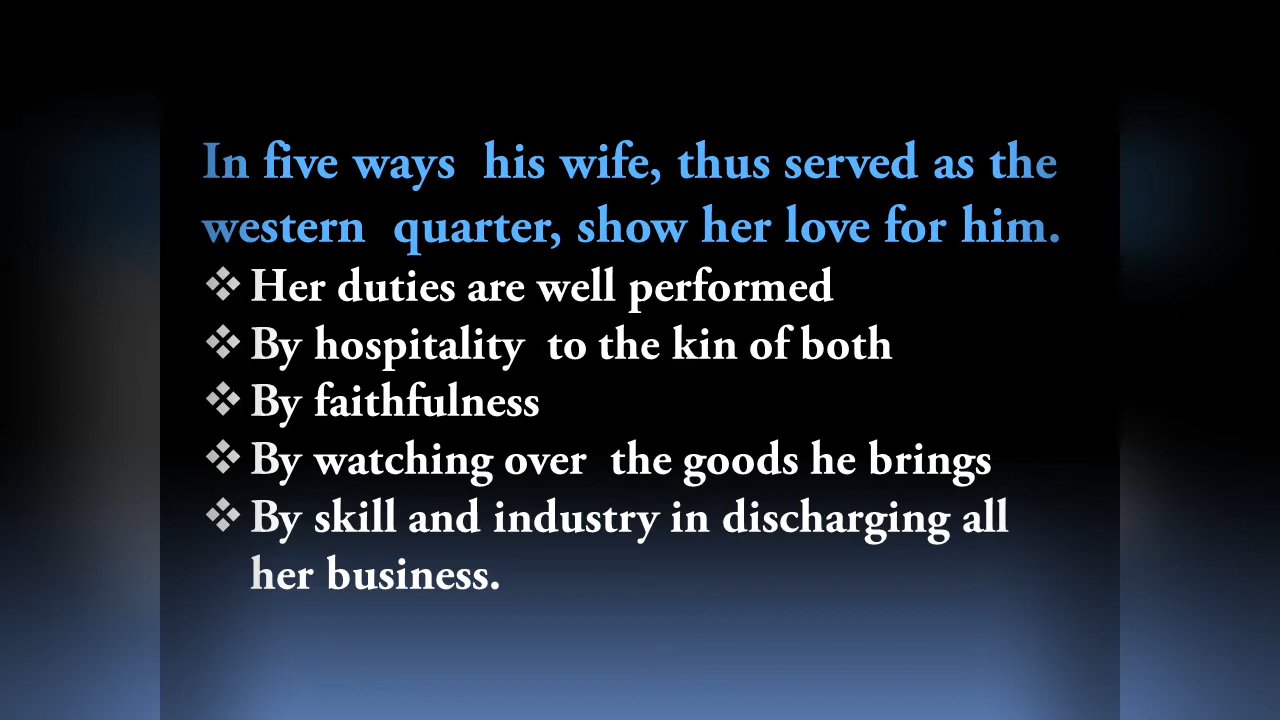 In five ways his wife, thus served as the
western quarter, show her love for him.
❖ Her duties are well performed
❖ By hospitality to the kin of both
❖ By faithfulness
❖ By watching over the goods he brings
❖ By skill and industry in discharging all
her business.